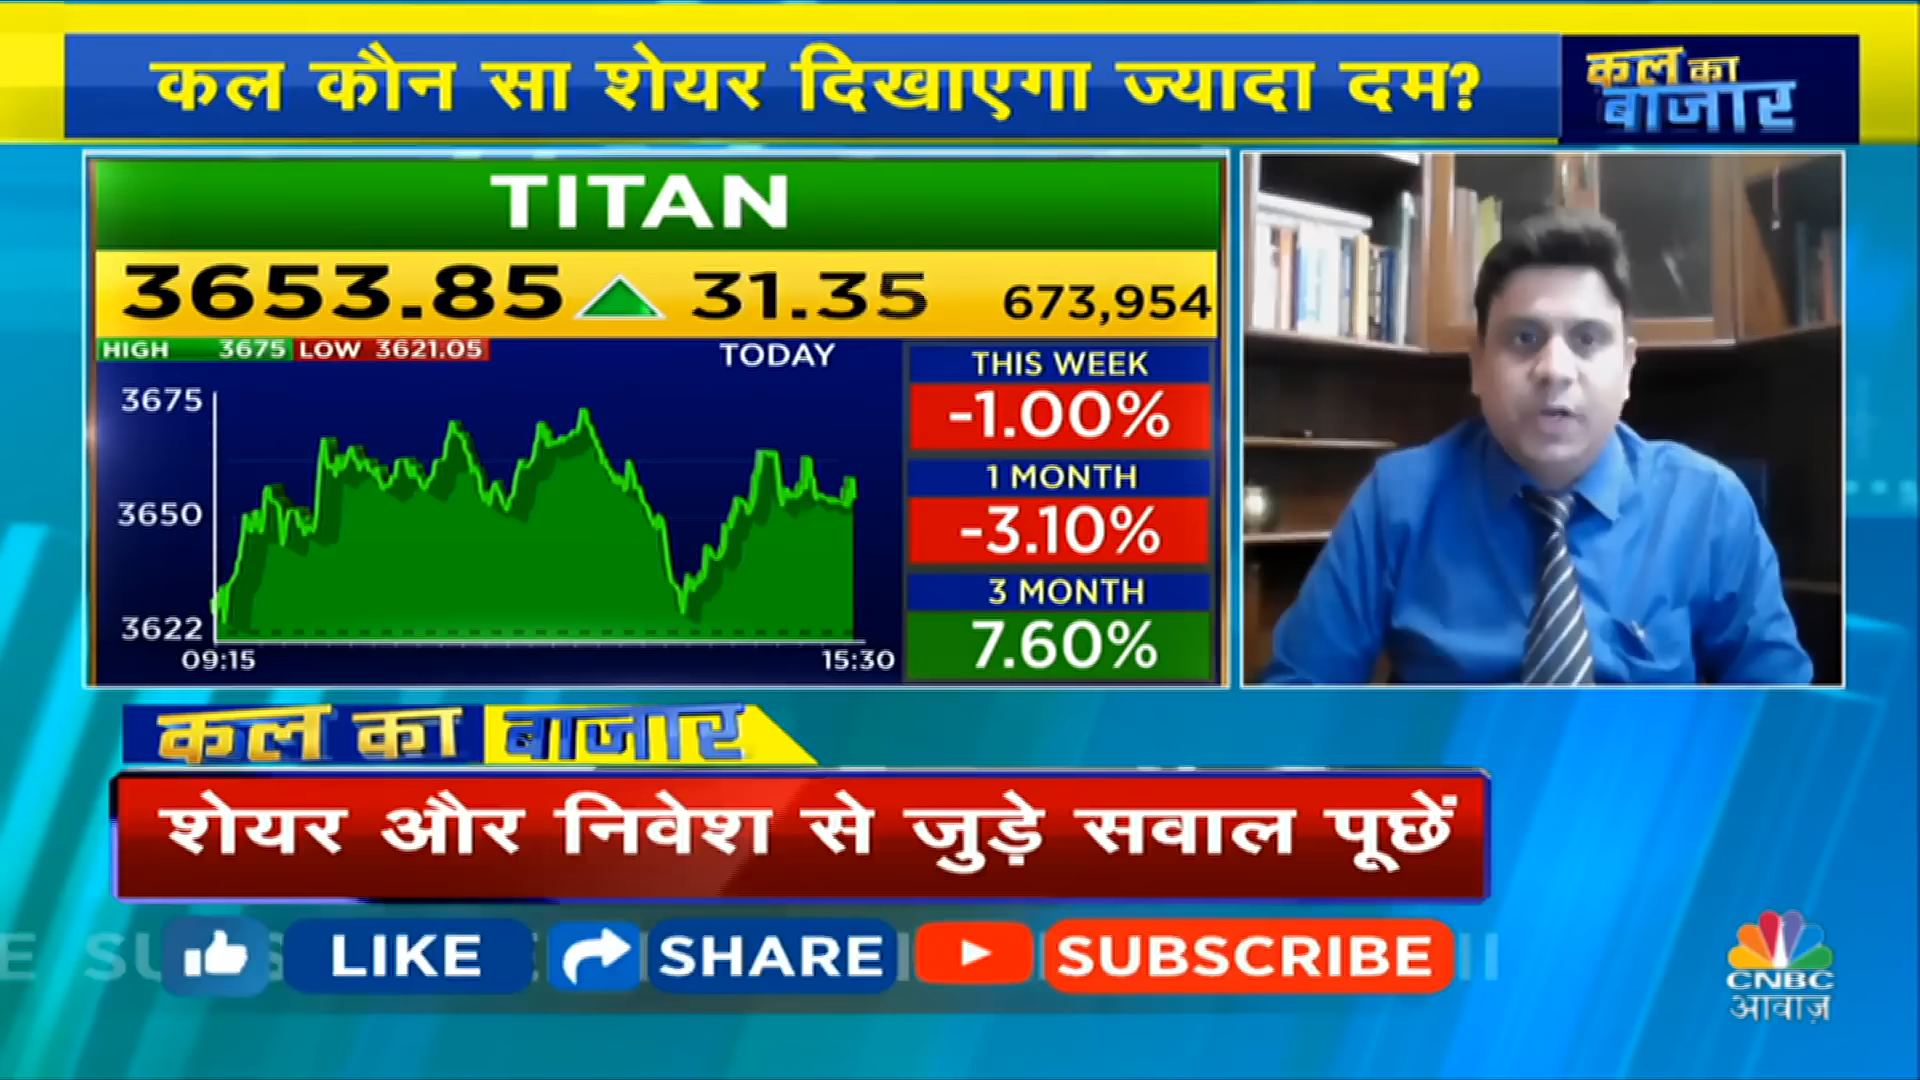 कल कौन सा शेयर दिखाएगा ज्यादा दम?
कल का
बाजार
TITAN
3653.85 31.35 673,954
HIGH 3675 LOW 3621.05
TODAY
3675
3650
3622
09:15 15:30
THIS WEEK
-1.00%
1 MONTH
-3.10%
3 MONTH
7.60%
कल का बाजार
शेयर और निवेश से जुड़े सवाल पूछें
LIKE SHARE SUBSCRIBE
CNBC
आवाज़